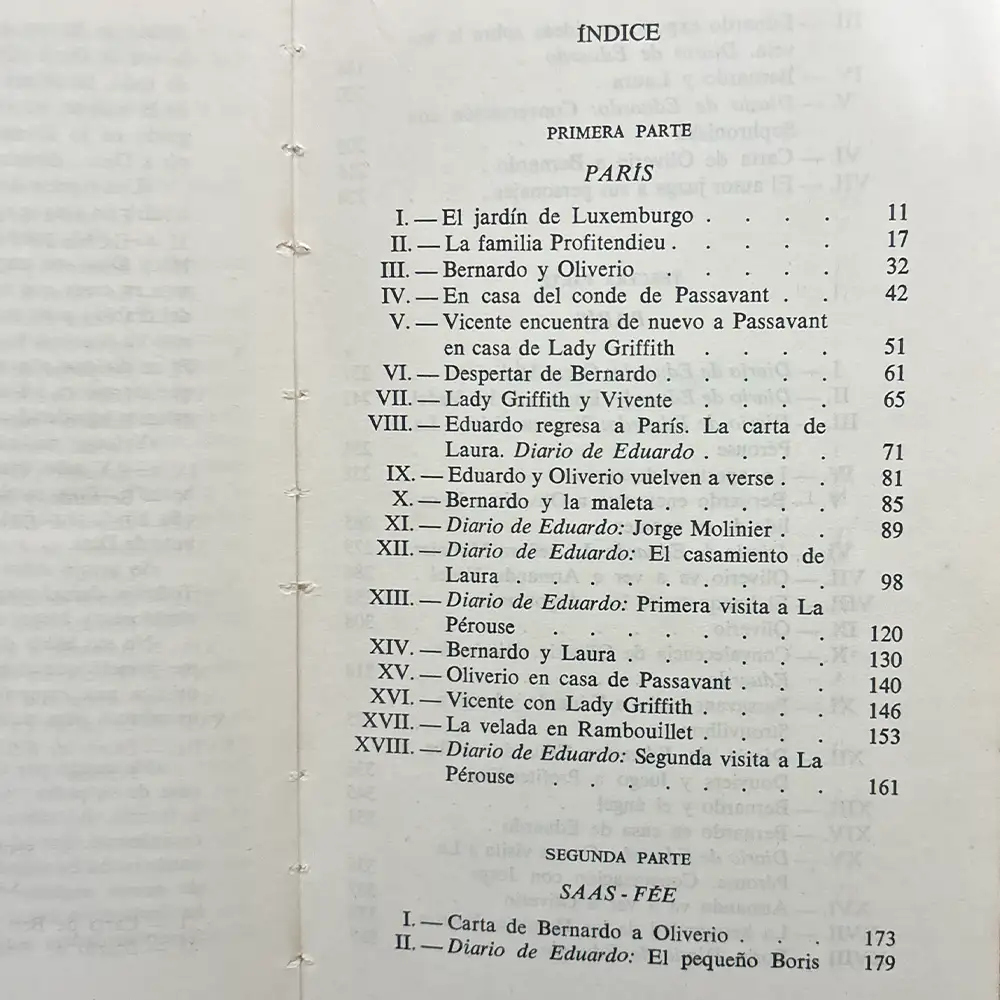 ÍNDICE
PRIMERA PARTE
PARÍS
I. — El jardín de Luxemburgo . . . . 11
II. — La familia Profitendieu . . . . . 17
III. — Bernardo y Oliverio . . . . . 32
IV. — En casa del conde de Passavant . . 42
V. — Vicente encuentra de nuevo a Passavant
en casa de Lady Griffith . . . . 51
VI. — Despertar de Bernardo . . . . . 61
VII. — Lady Griffith y Vivente . . . . 65
VIII. — Eduardo regresa a París. La carta de
Laura. Diario de Eduardo . . . . 71
IX. — Eduardo y Oliverio vuelven a verse . . 81
X. — Bernardo y la maleta . . . . . 85
XI. — Diario de Eduardo: Jorge Molinier . . 89
XII. — Diario de Eduardo: El casamiento de
Laura . . . . . . . . 98
XIII. — Diario de Eduardo: Primera visita a La
Pérouse . . . . . . . 120
XIV. — Bernardo y Laura . . . . . . 130
XV. — Oliverio en casa de Passavant . . . 140
XVI. — Vicente con Lady Griffith . . . . 146
XVII. — La velada en Rambouillet . . . . 153
XVIII. — Diario de Eduardo: Segunda visita a La
Pérouse . . . . . . . . 161
SEGUNDA PARTE
SAAS - FÉE
I. — Carta de Bernardo a Oliverio . . . 173
II. — Diario de Eduardo: El pequeño Boris 179